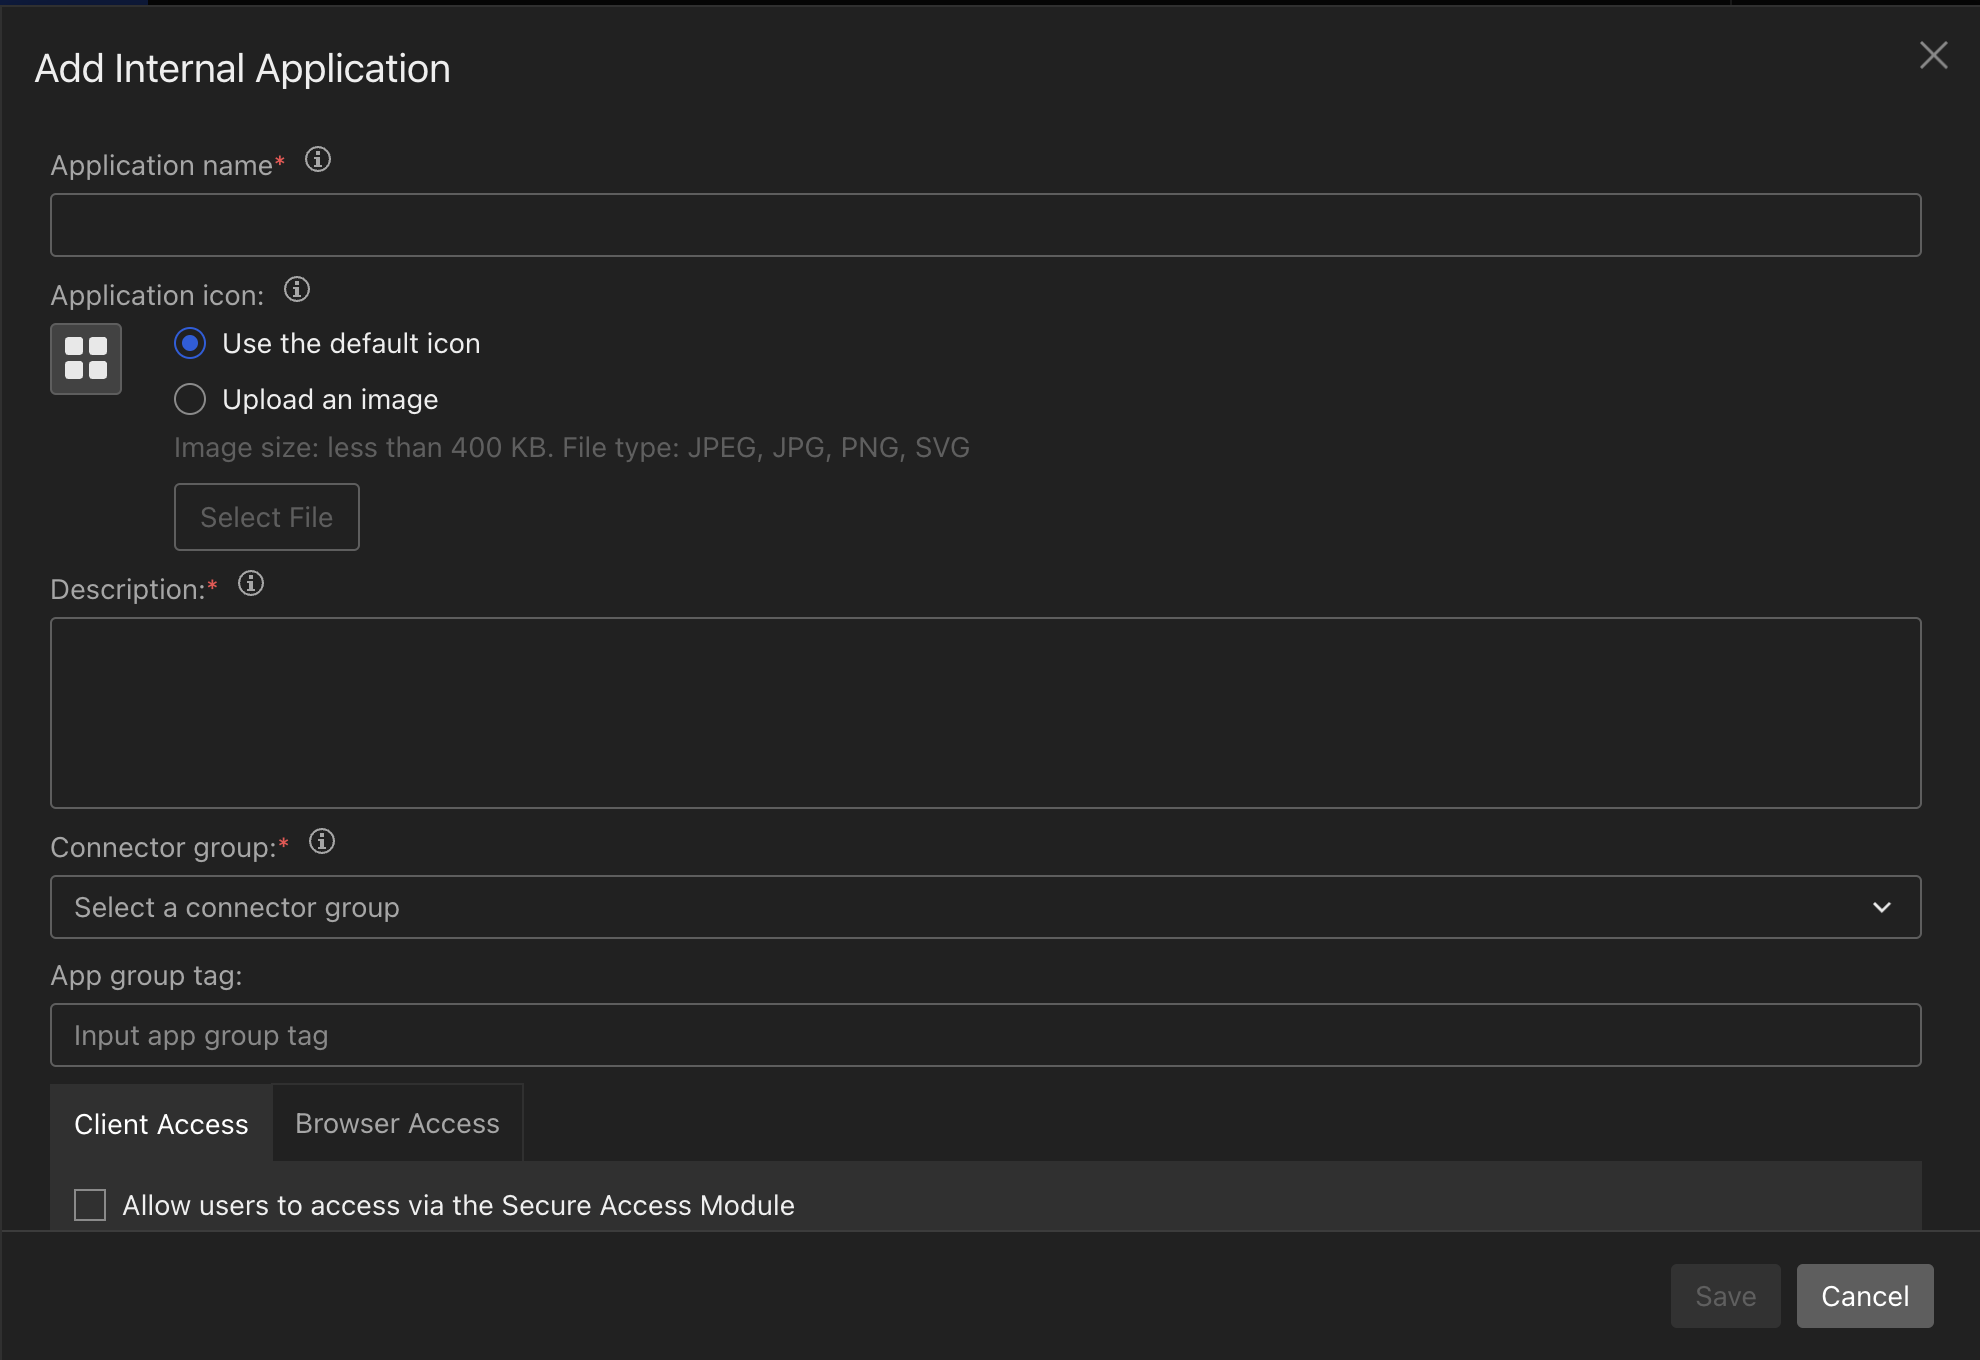 Add Internal Application
Application name*
Application icon:
Use the default icon
Upload an image
Image size: less than 400 KB. File type: JPEG, JPG, PNG, SVG
Select File
Description:*
Connector group:*
Select a connector group
App group tag:
Input app group tag
Client Access Browser Access
Allow users to access via the Secure Access Module
Save Cancel